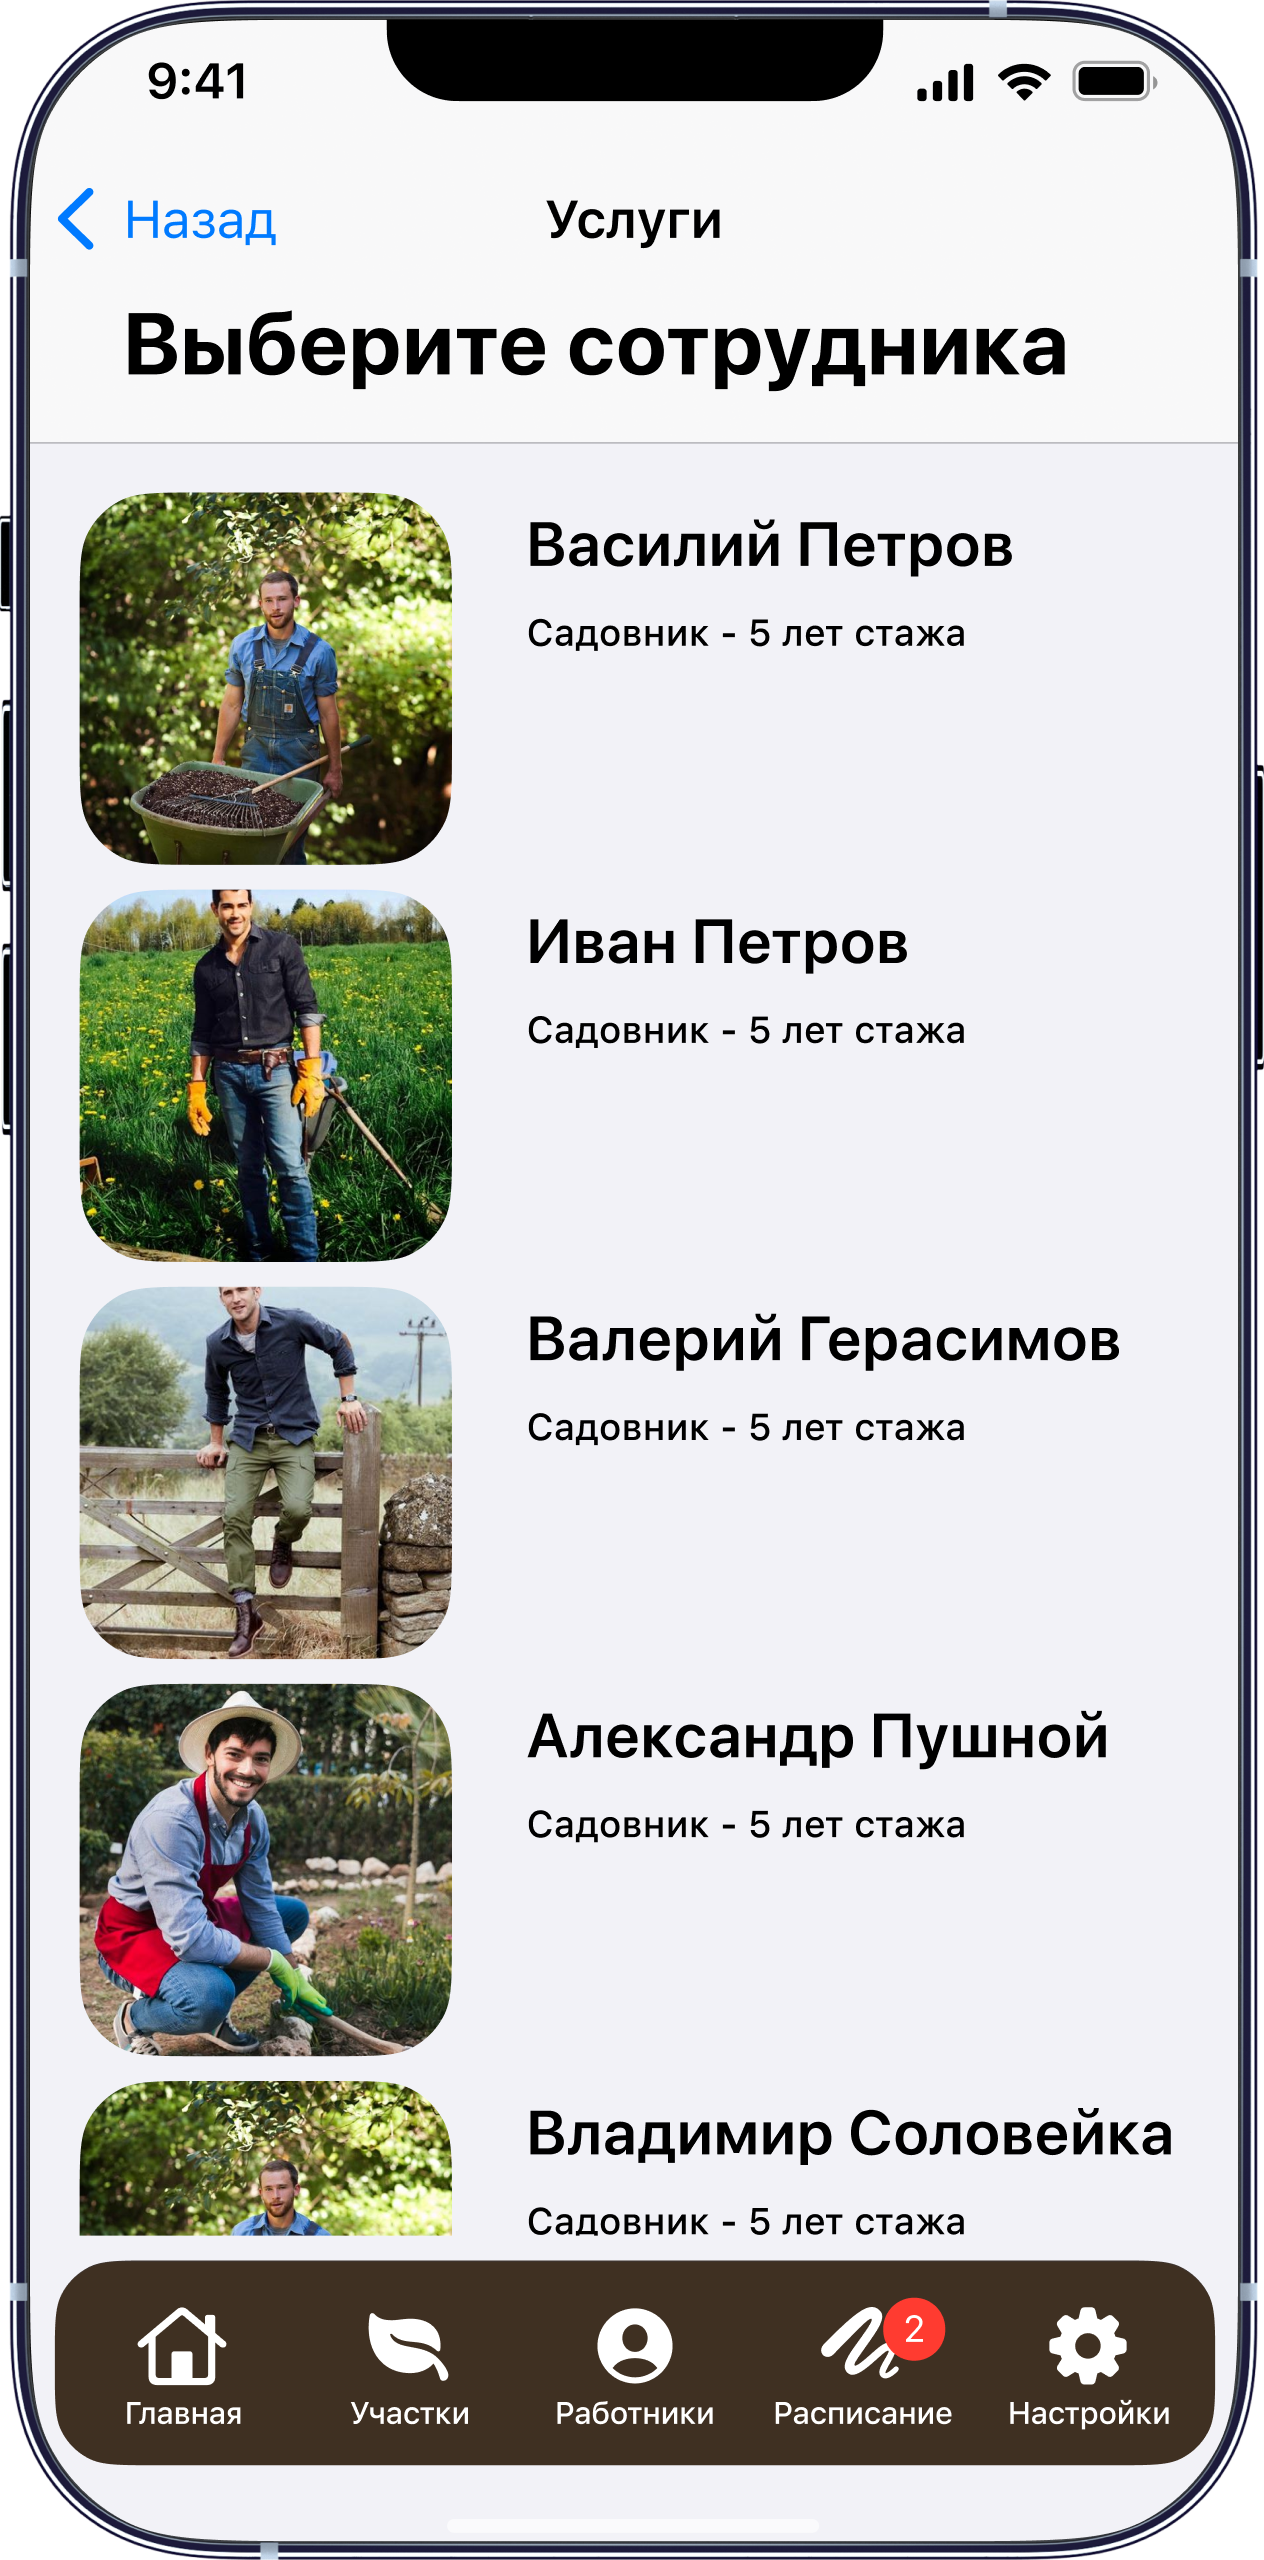 9:41
Назад
Услуги
Выберите сотрудника
Василий Петров
Садовник - 5 лет стажа
Иван Петров
Садовник - 5 лет стажа
Валерий Герасимов
Садовник - 5 лет стажа
Александр Пушной
Садовник - 5 лет стажа
Владимир Соловейка
Садовник - 5 лет стажа
2
Главная
Участки
Работники
Расписание
Настройки